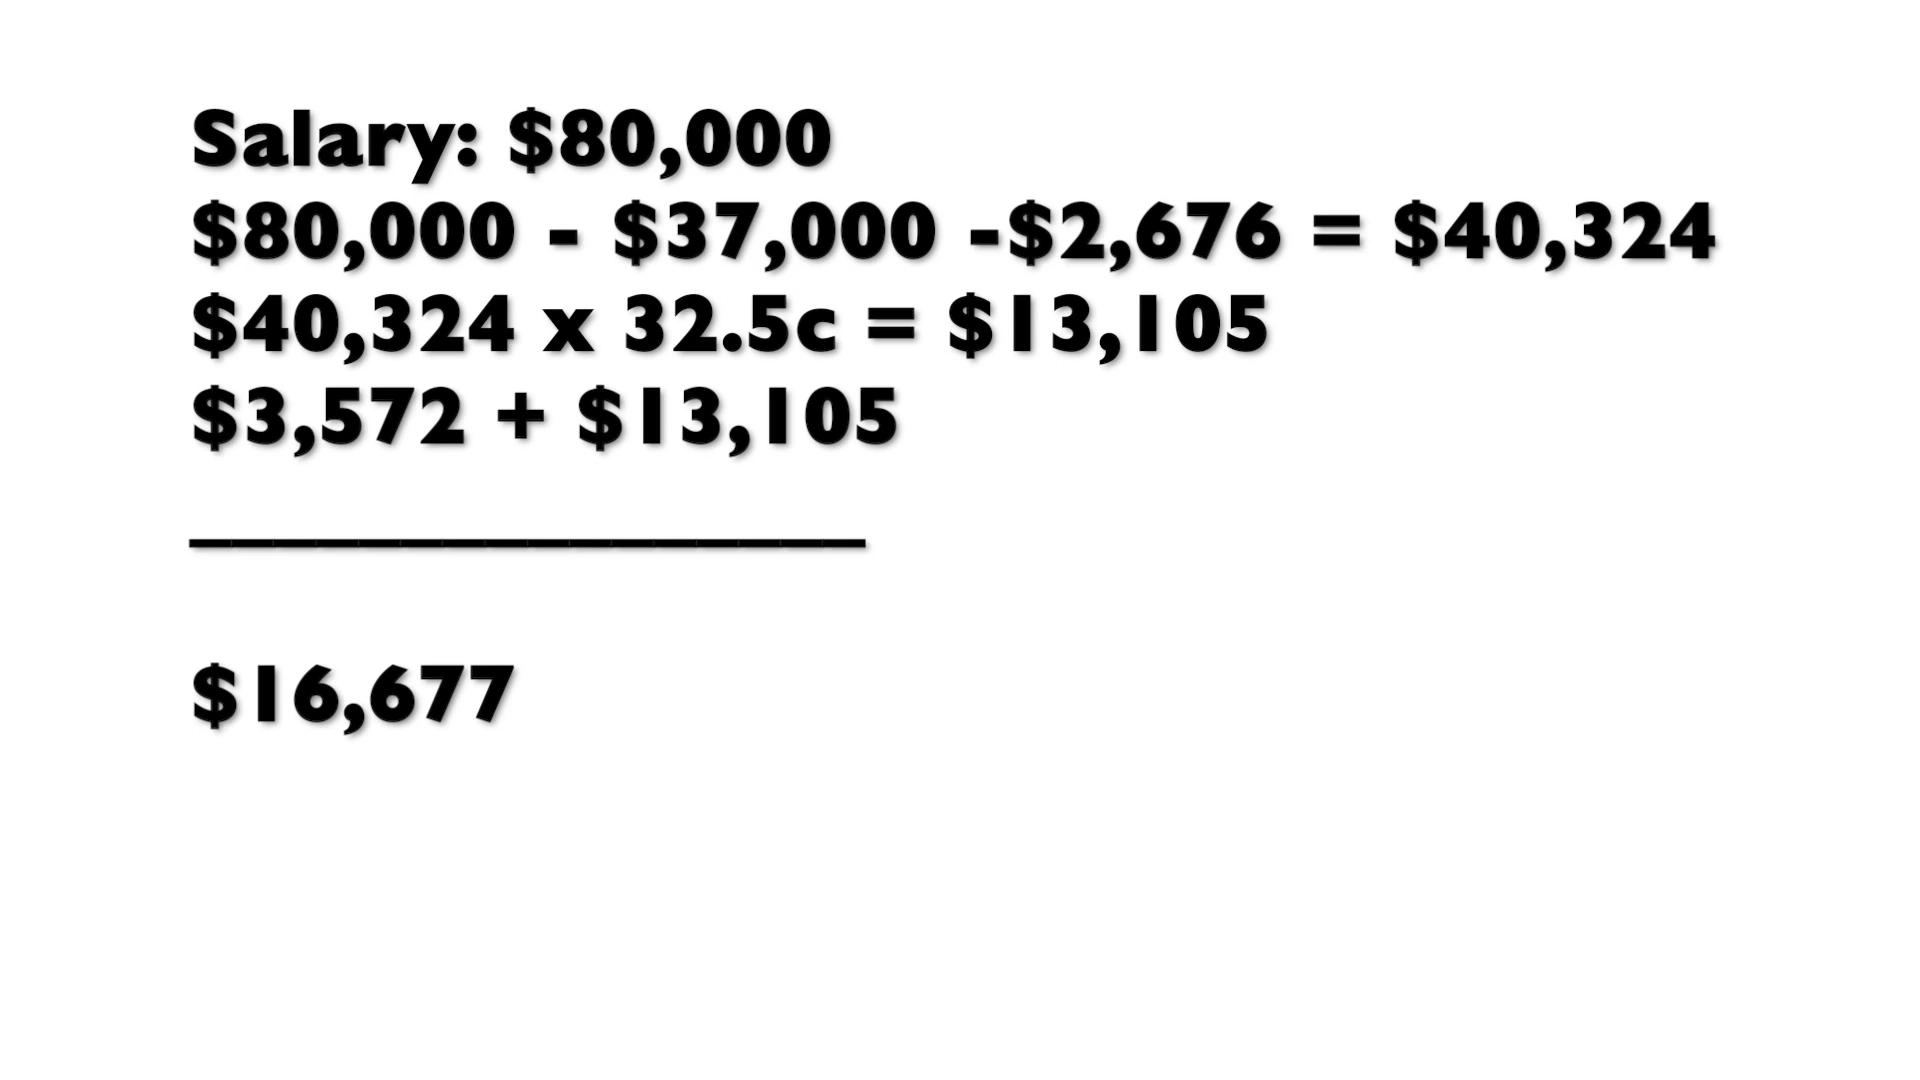 Salary: $80,000
$80,000 - $37,000 -$2,676 = $40,324
$40,324 x 32.5c = $13,105
$3,572 + $13,105
________________
$16,677